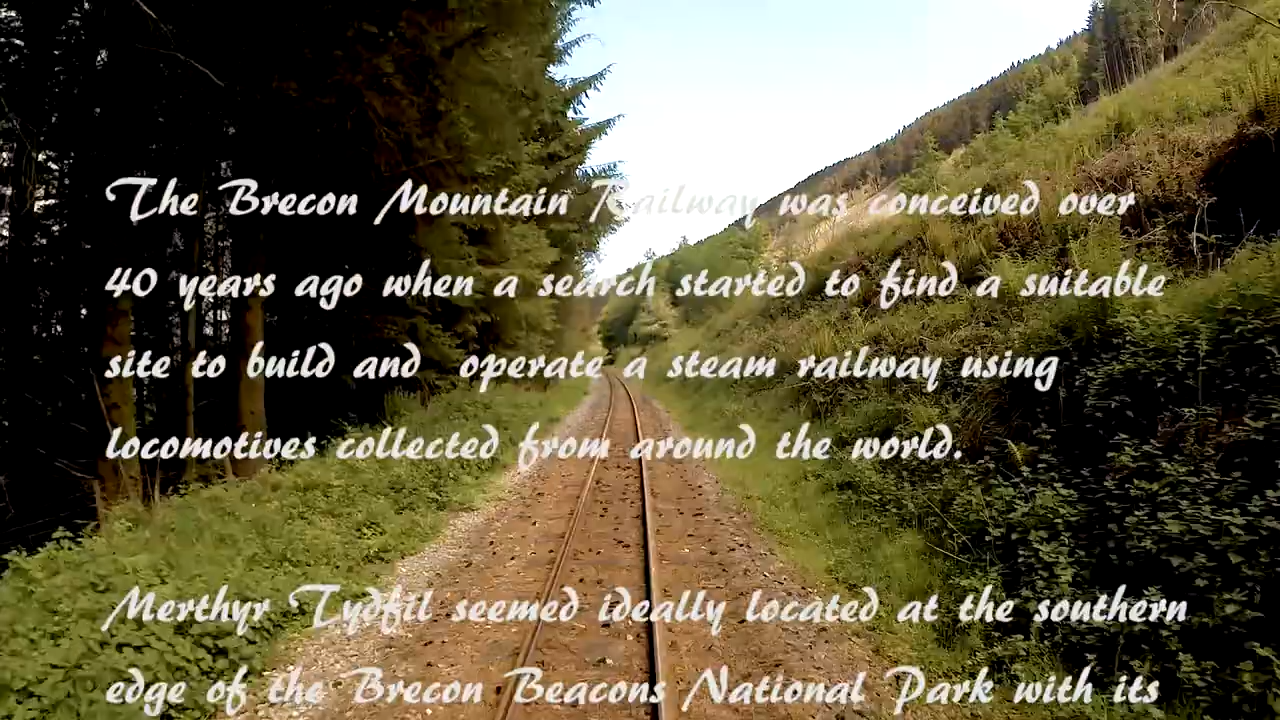 The Brecon Mountain Railway was conceived over
40 years ago when a search started to find a suitable
site to build and operate a steam railway using
locomotives collected from around the world.
Merthyr Tydfil seemed ideally located at the southern
edge of the Brecon Beacons National Park with its